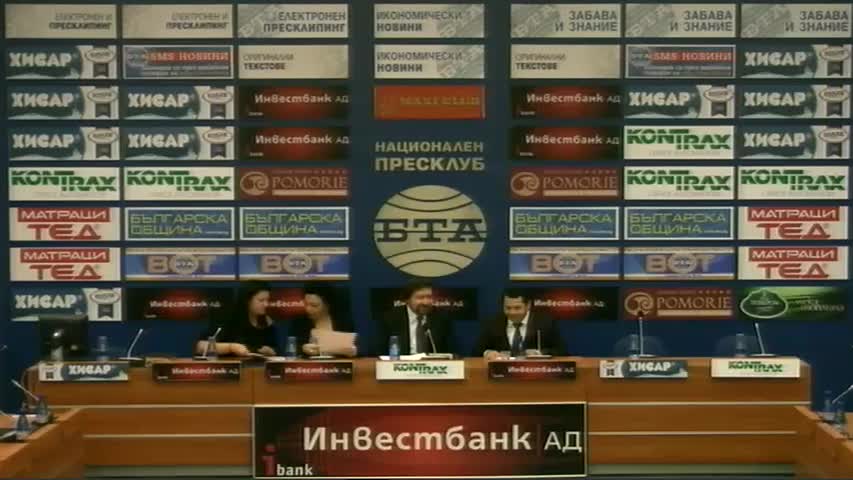 ЕЛЕКТРОНЕН
И ПРЕСКЛИПИНГ
ЕЛЕКТРОНЕН
И ПРЕСКЛИПИНГ
ЕЛЕКТРОНЕН
И ПРЕСКЛИПИНГ
ИКОНОМИЧЕСКИ
НОВИНИ
ЗАБАВА
И ЗНАНИЕ
ЗАБАВА
И ЗНАНИЕ
ЗАБАВА
И ЗНАНИЕ
ХИСАР
SMS НОВИНИ
ОРИГИНАЛНИ
ТЕКСТОВЕ
ИКОНОМИЧЕСКИ
НОВИНИ
ОРИГИНАЛНИ
ТЕКСТОВЕ
SMS НОВИНИ
ХИСАР
ХИСАР
ХИСАР
ИНВЕСТБАНК АД
ИНВЕСТБАНК АД
ХИСАР
ХИСАР
ХИСАР
ХИСАР
ИНВЕСТБАНК АД
НАЦИОНАЛЕН
ПРЕСКЛУБ
ИНВЕСТБАНК АД
KONTRAX
ХИСАР
KONTRAX
KONTRAX
POMORIE
POMORIE
KONTRAX
KONTRAX
МАТРАЦИ
ТЕД
БЪЛГАРСКА
ОБЩИНА
БЪЛГАРСКА
ОБЩИНА
БТА
БЪЛГАРСКА
ОБЩИНА
БЪЛГАРСКА
ОБЩИНА
МАТРАЦИ
ТЕД
МАТРАЦИ
ТЕД
ВОТ
ВОТ
ВОТ
ВОТ
МАТРАЦИ
ТЕД
ХИСАР
ИНВЕСТБАНК АД
POMORIE
ХИСАР
ИНВЕСТБАНК АД
ИНВЕСТБАНК АД
KONTRAX
ИНВЕСТБАНК АД
ХИСАР
KONTRAX
ИНВЕСТБАНК АД
ibank